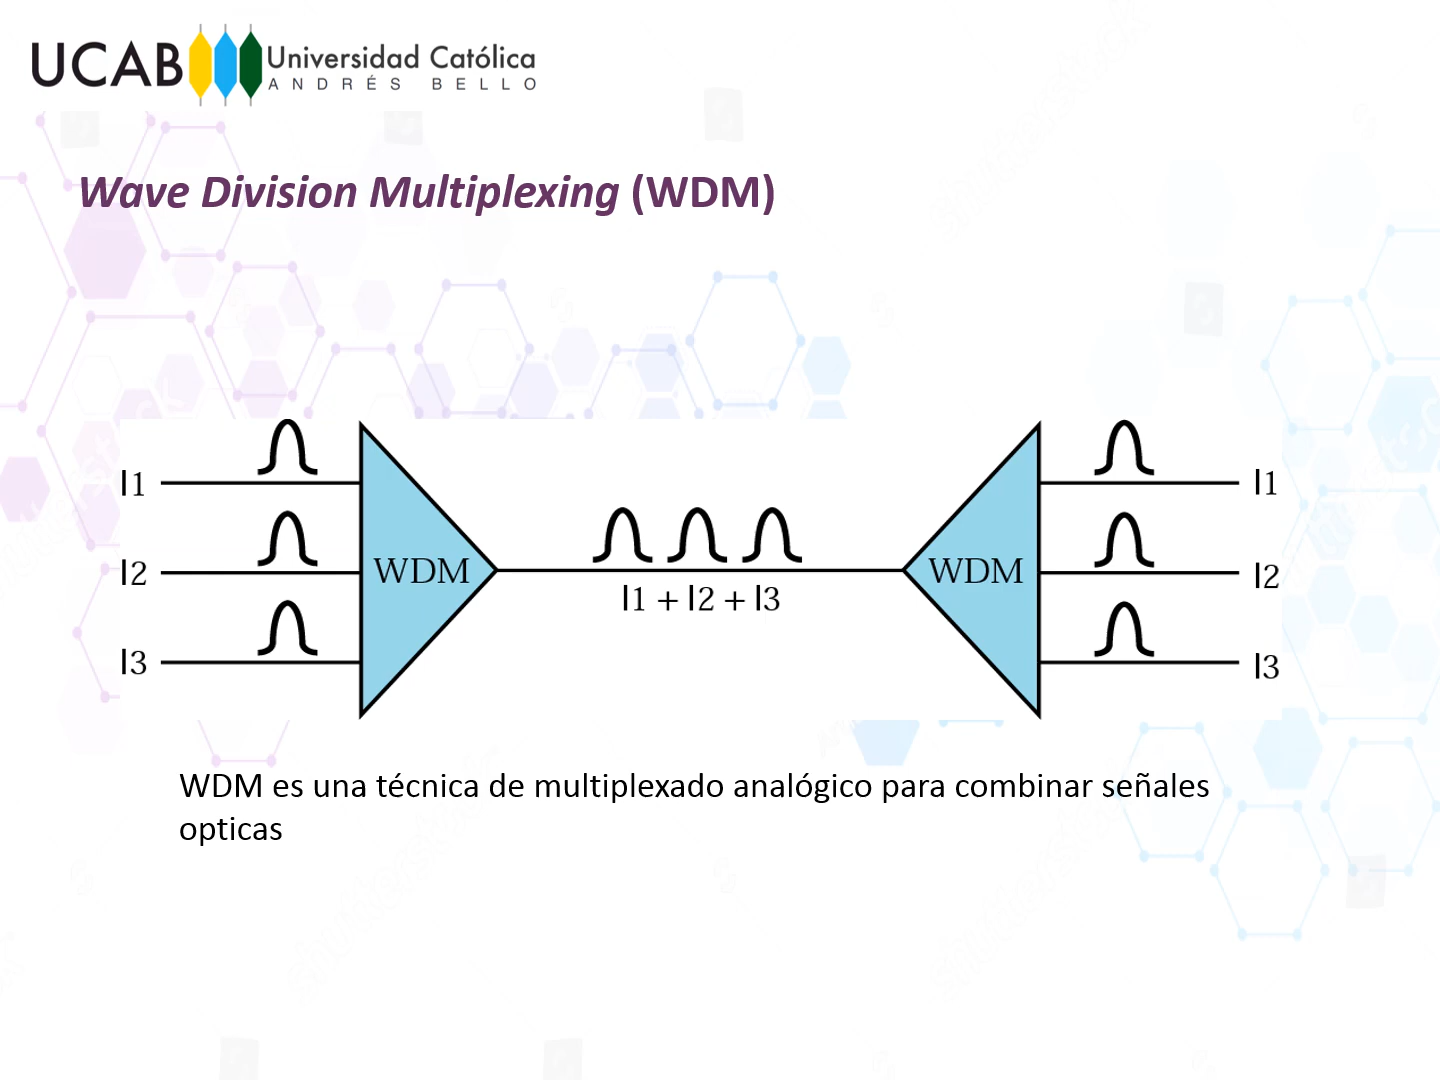 UCAB Universidad Católica
ANDRÉS BELLO
Wave Division Multiplexing (WDM)
l1
l2
l3
WDM
l1 + l2 + l3
WDM
l1
l2
l3
WDM es una técnica de multiplexado analógico para combinar señales
opticas